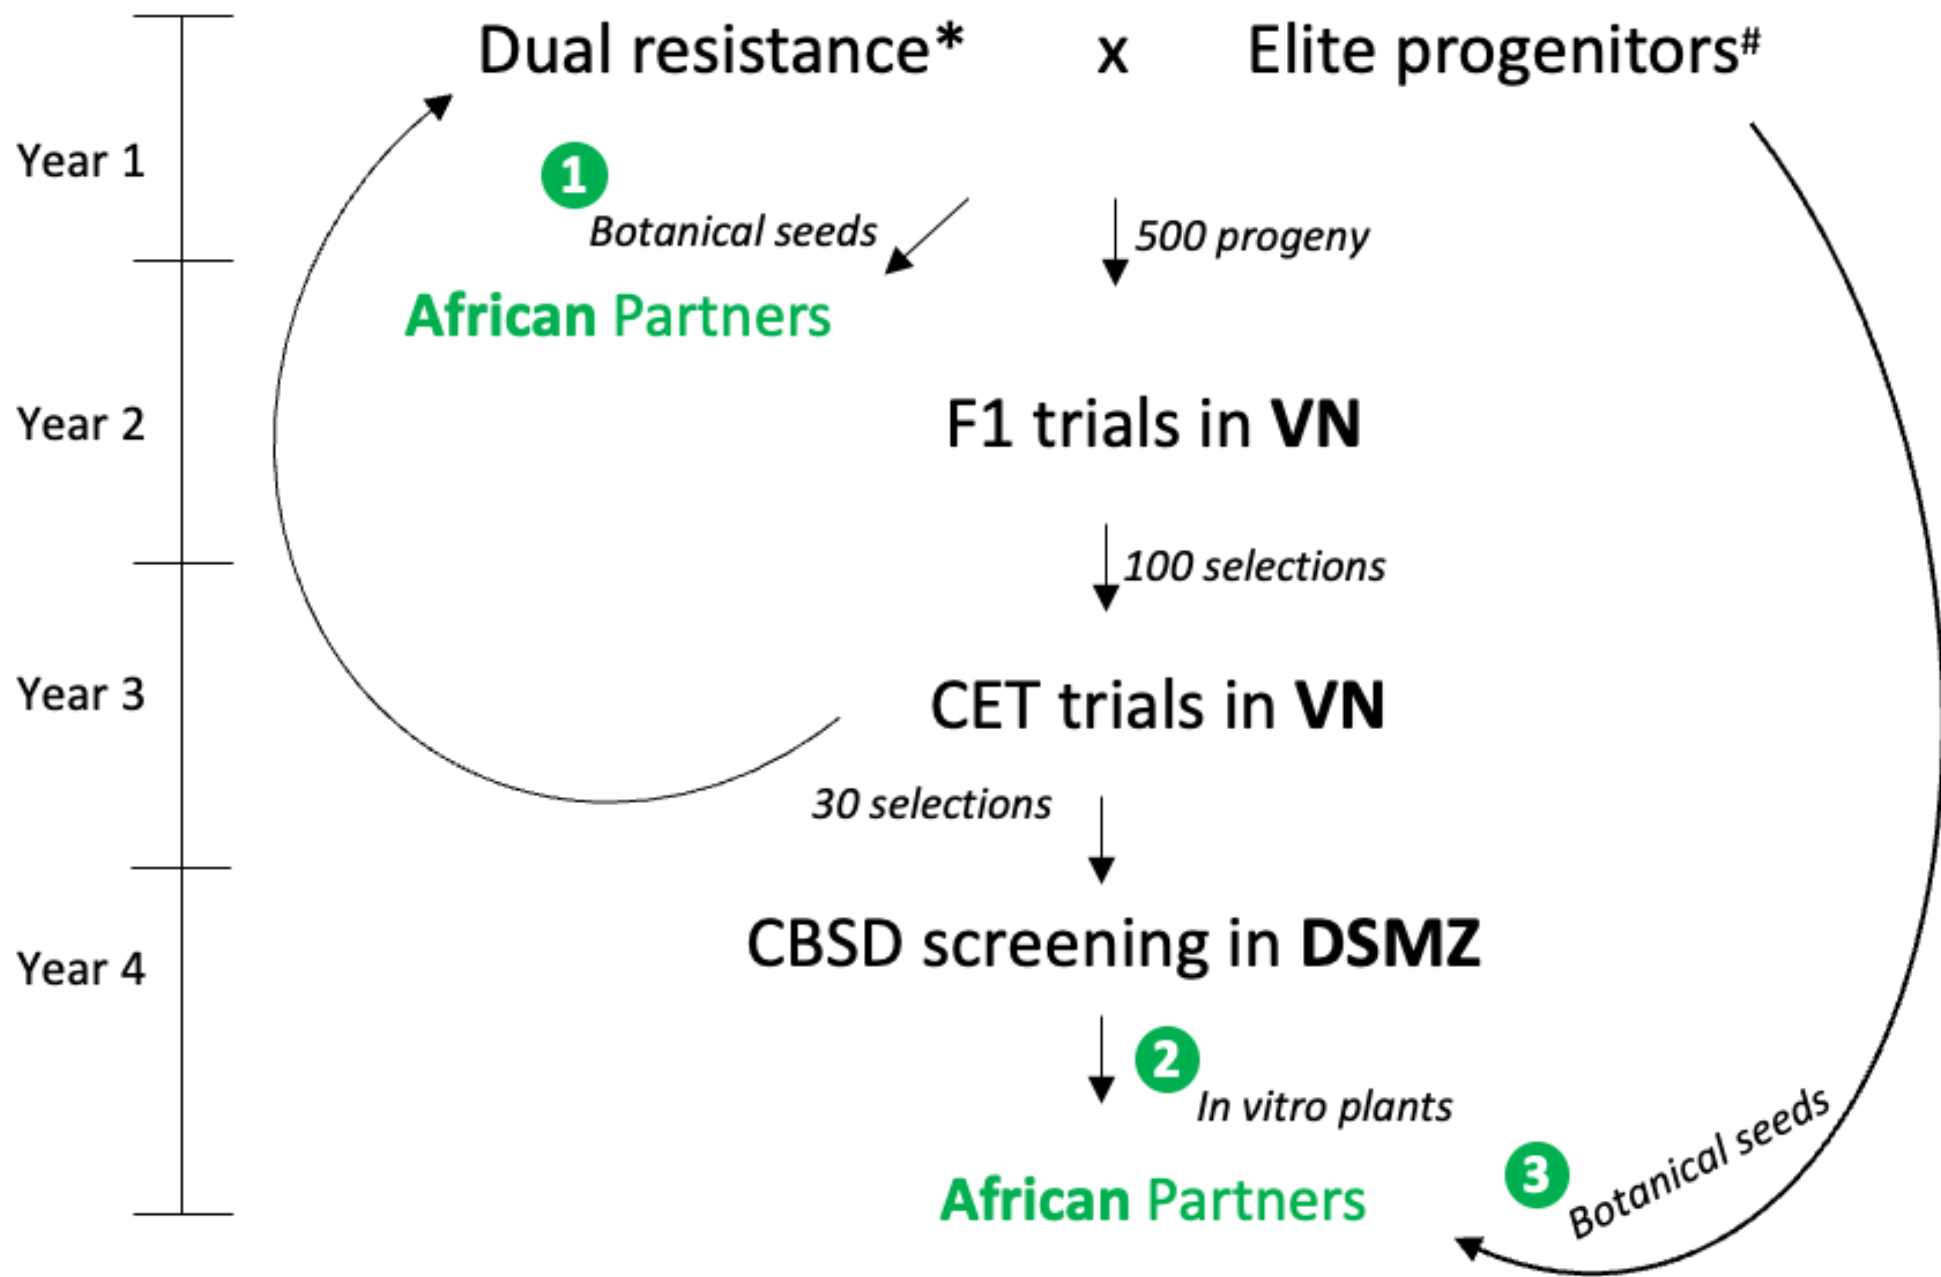 Dual resistance* x Elite progenitors#
Year 1
1
Botanical seeds
500 progeny
African Partners
Year 2
F1 trials in VN
100 selections
Year 3
CET trials in VN
30 selections
CBSD screening in DSMZ
Year 4
2
In vitro plants
3
Botanical seeds
African Partners